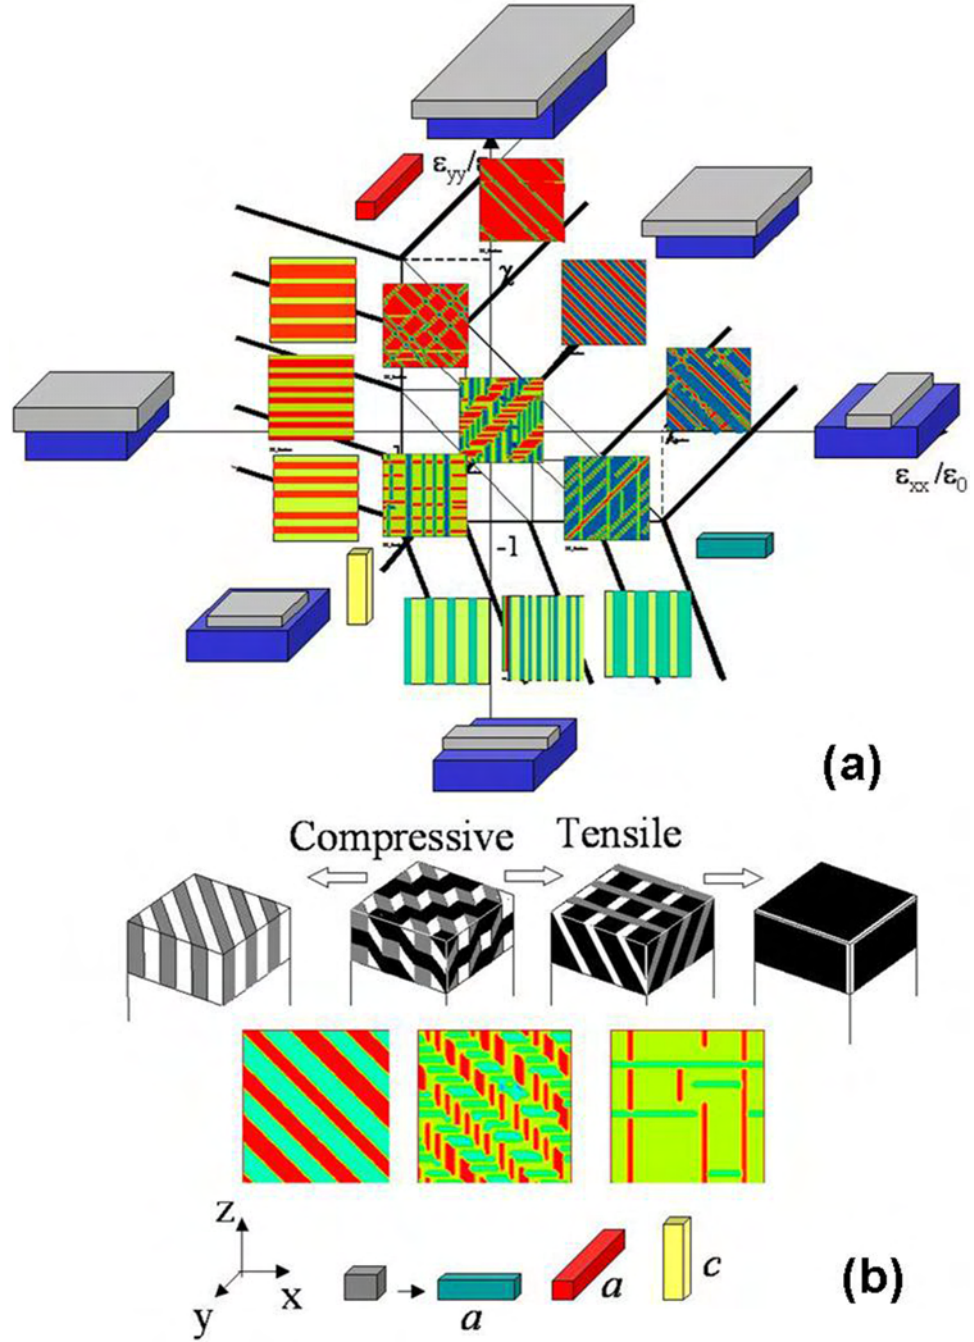 εyy/ε
χ
εxx/ε0
-1
(a)
Compressive Tensile
z
y
x
a
a
c
(b)